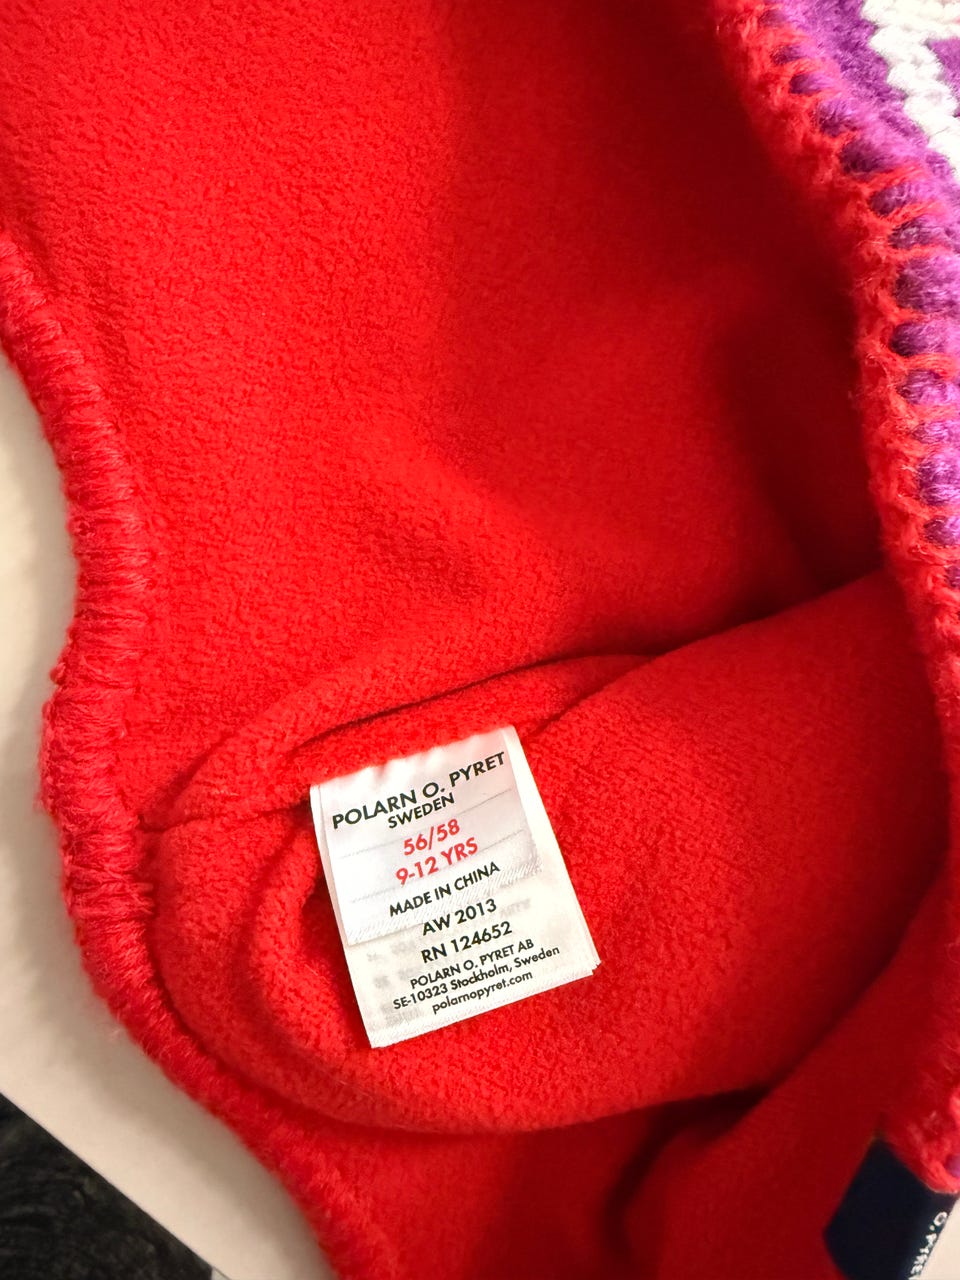 POLARN O. PYRET
SWEDEN
56/58
9-12 YRS
MADE IN CHINA
AW 2013
RN 124652
POLARN O. PYRET AB
SE-10323 Stockholm, Sweden
polarnopyret.com